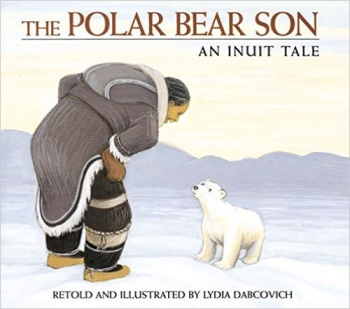 THE POLAR BEAR SON
AN INUIT TALE
RETOLD AND ILLUSTRATED BY LYDIA DABCOVICH